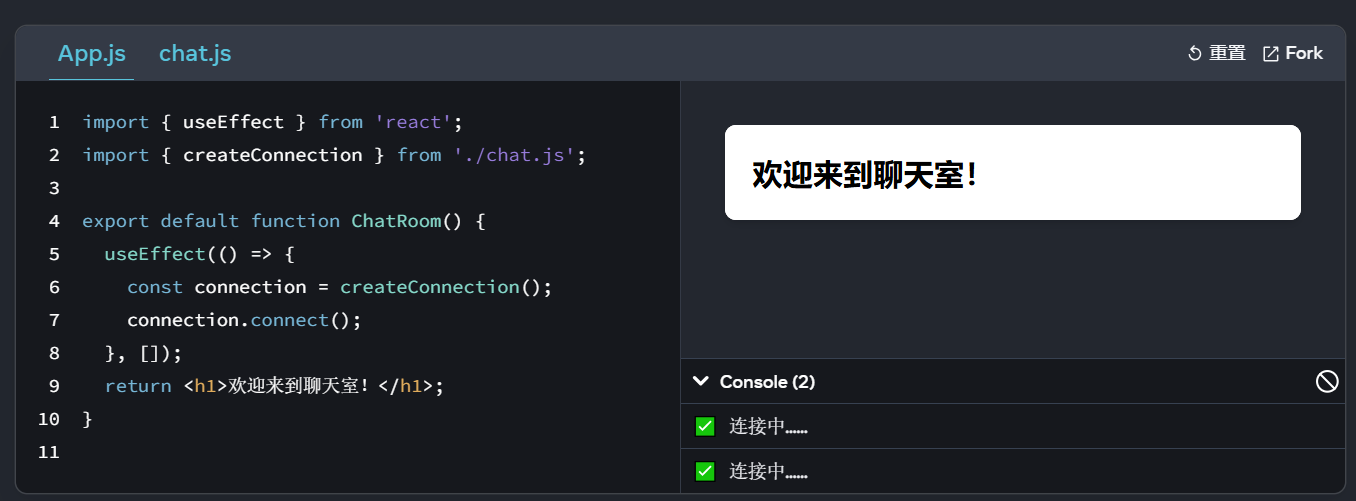 App.js chat.js 重置 Fork
1 import { useEffect } from 'react';
2 import { createConnection } from './chat.js';
3
4 export default function ChatRoom() {
5   useEffect(() => {
6     const connection = createConnection();
7     connection.connect();
8   }, []);
9   return <h1>欢迎来到聊天室！</h1>;
10 }
11
欢迎来到聊天室！
Console (2)
✅ 连接中……
✅ 连接中……